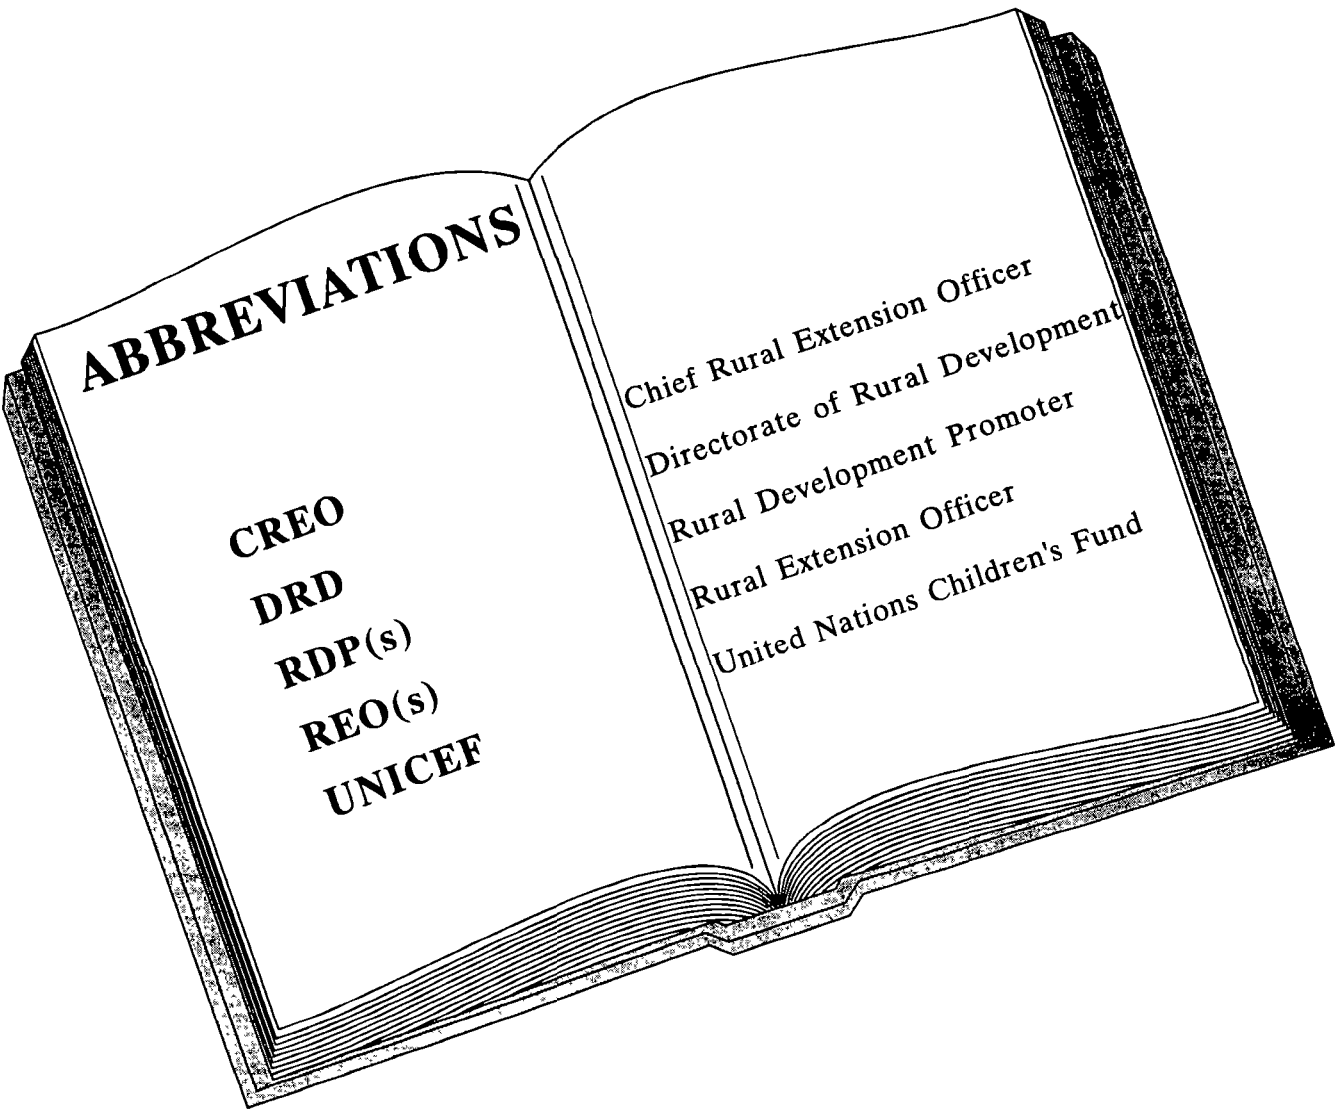 ABBREVIATIONS
CREO
DRD
RDP(s)
REO(s)
UNICEF
Chief Rural Extension Officer
Directorate of Rural Development
Rural Development Promoter
Rural Extension Officer
United Nations Children's Fund